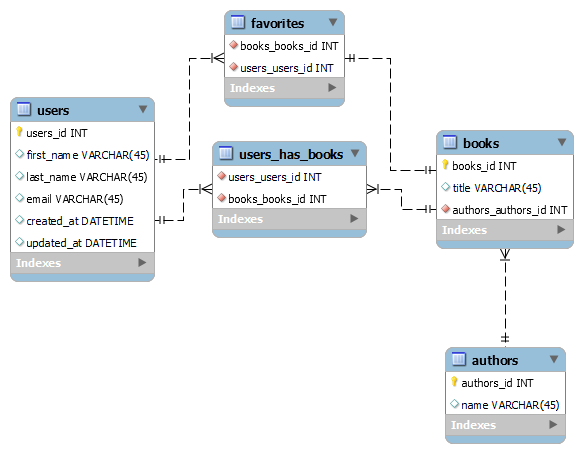 favorites
books_books_id INT
users_users_id INT
Indexes
users
users_id INT
first_name VARCHAR(45)
last_name VARCHAR(45)
email VARCHAR(45)
created_at DATETIME
updated_at DATETIME
Indexes
users_has_books
users_users_id INT
books_books_id INT
Indexes
books
books_id INT
title VARCHAR(45)
authors_authors_id INT
Indexes
authors
authors_id INT
name VARCHAR(45)
Indexes